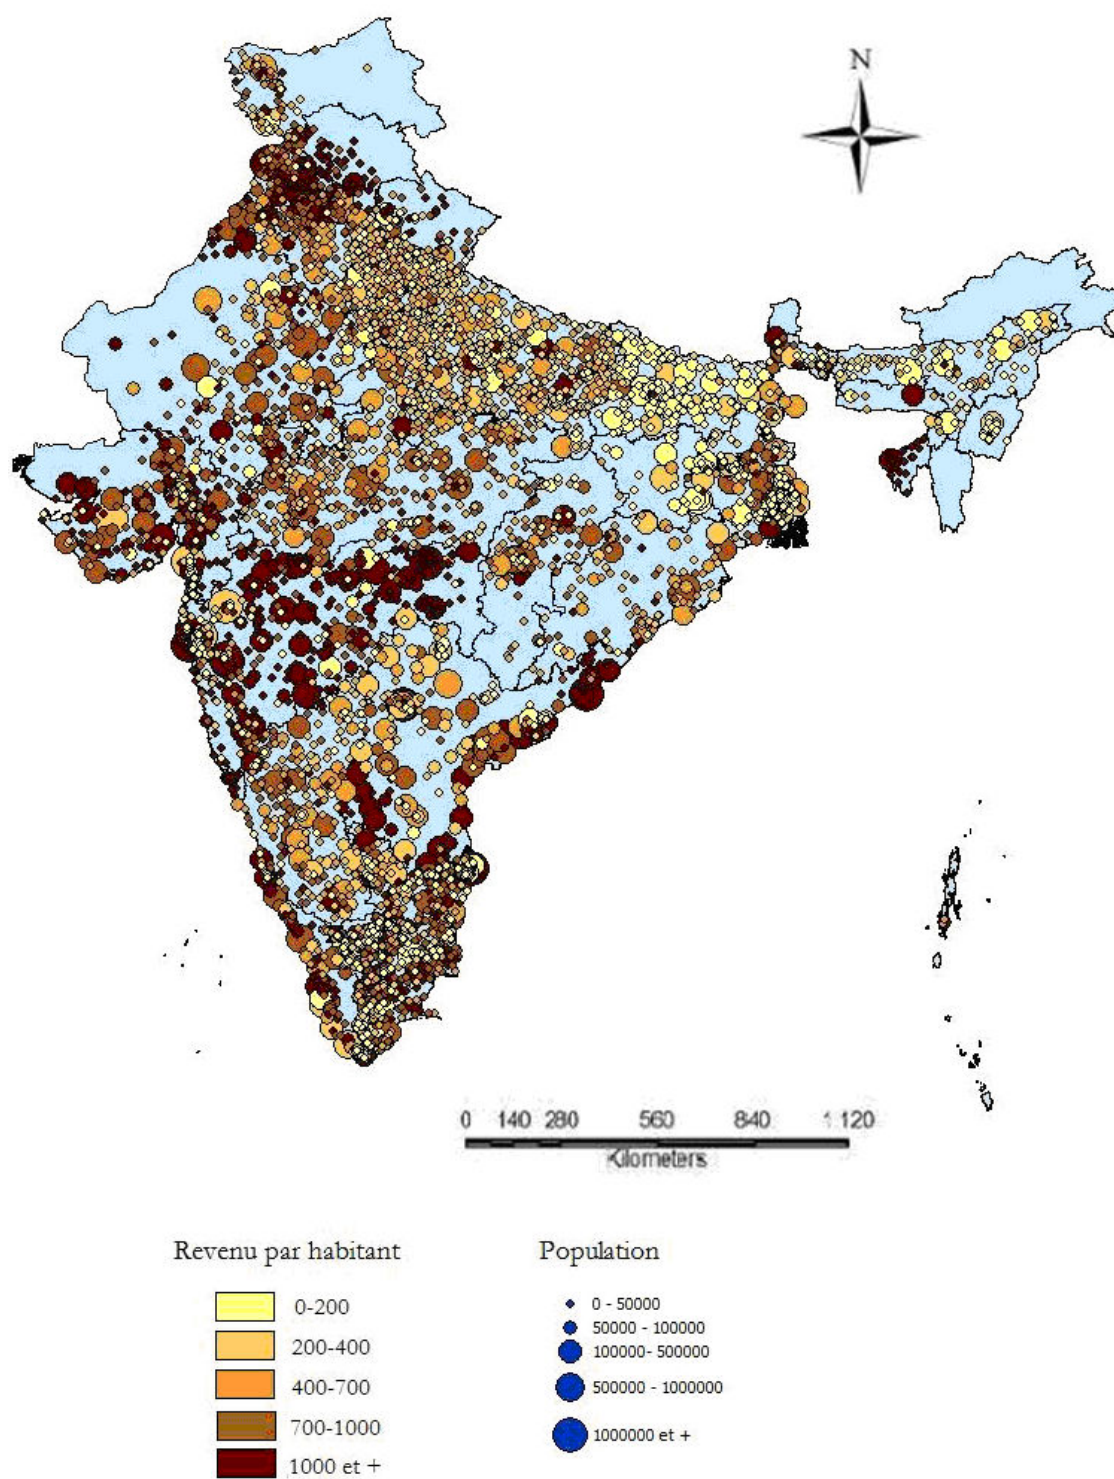 N
0 140 280 560 840 1.120
Kilometers
Revenu par habitant
0-200
200-400
400-700
700-1000
1000 et +
Population
0 - 50000
50000 - 100000
100000- 500000
500000 - 1000000
1000000 et +